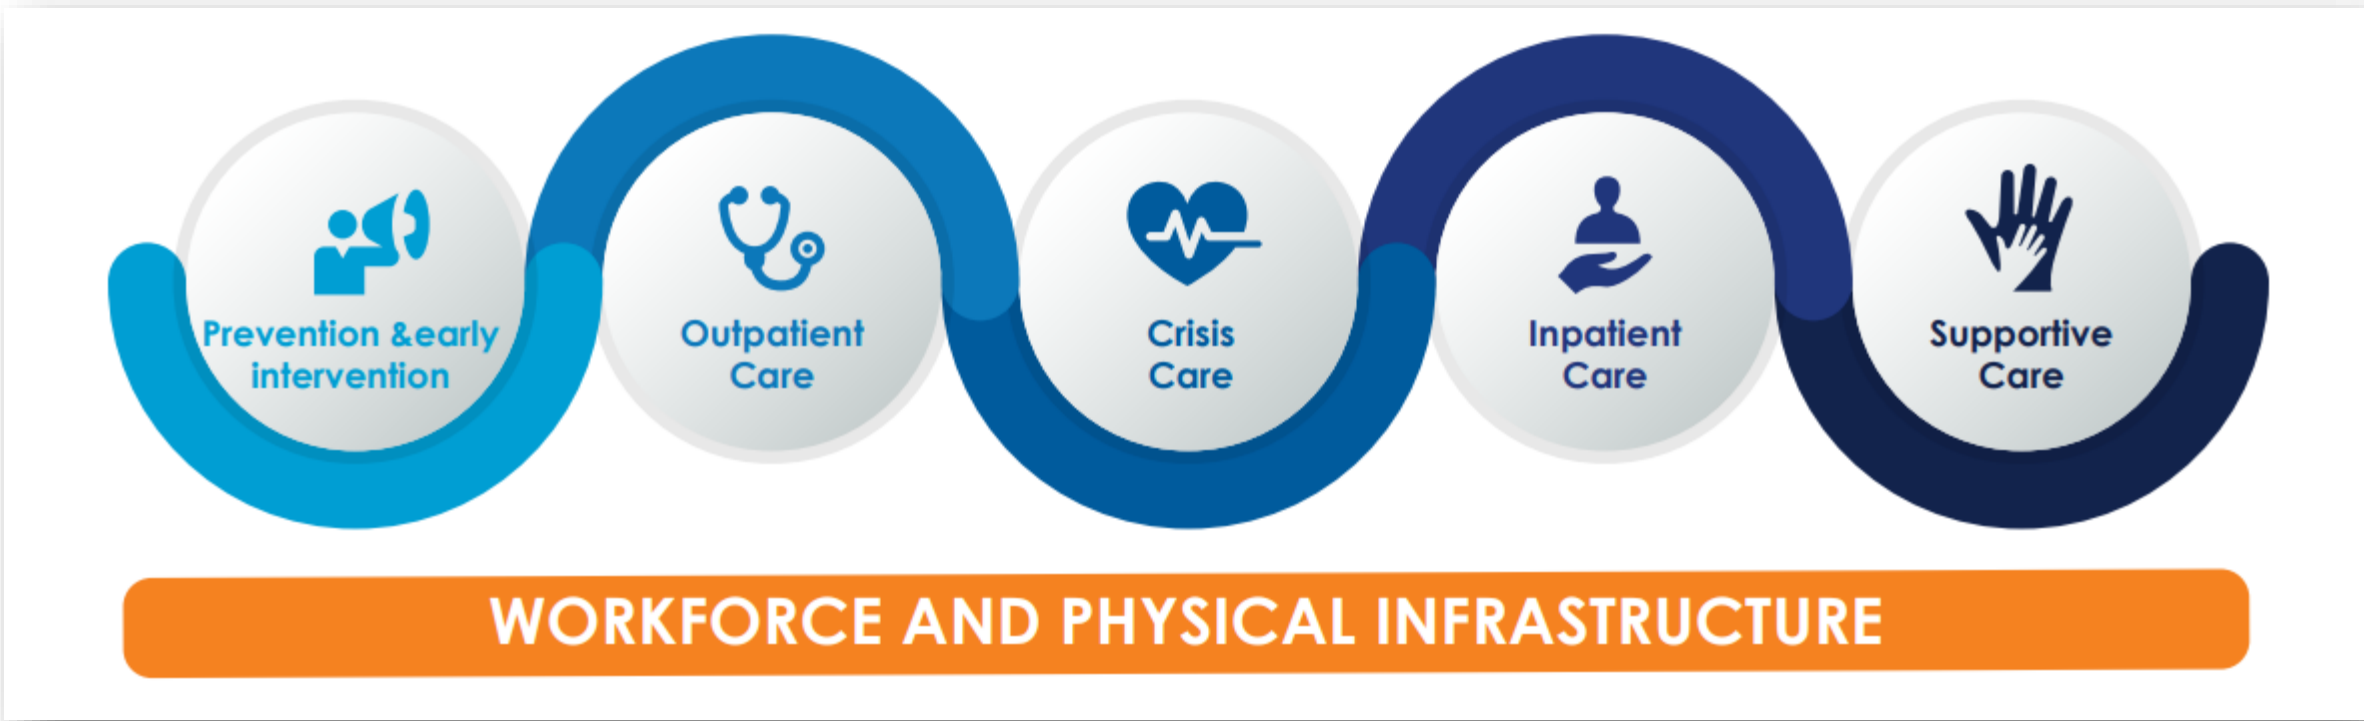 Prevention &early
intervention
Outpatient
Care
Crisis
Care
Inpatient
Care
Supportive
Care
WORKFORCE AND PHYSICAL INFRASTRUCTURE